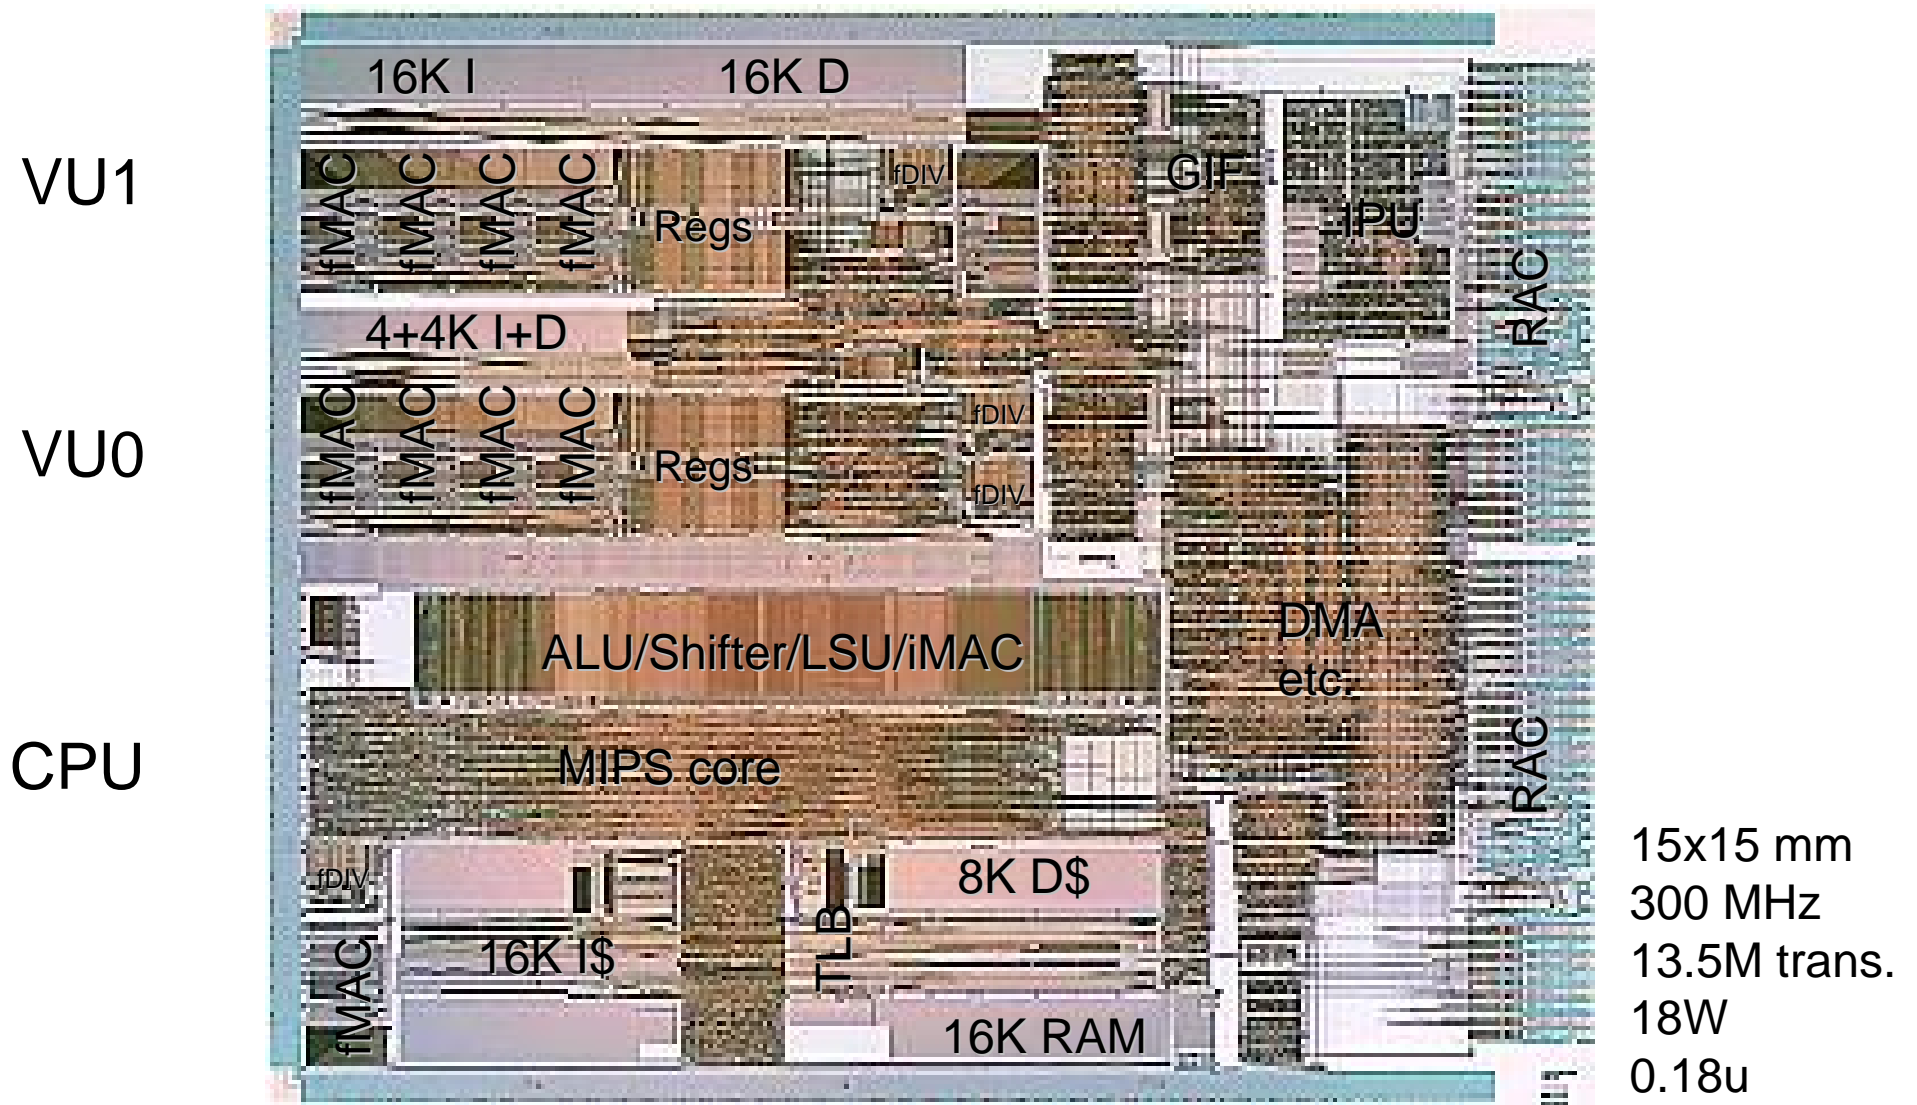 16K I
16K D
VU1
fMAC
fMAC
fMAC
fMAC
Regs
fDIV
GIF
IPU
RAC
4+4K I+D
VU0
fMAC
fMAC
fMAC
fMAC
Regs
fDIV
fDIV
ALU/Shifter/LSU/iMAC
DMA
etc.
CPU
MIPS core
RAC
fDIV
fMAC
16K I$
TLB
8K D$
16K RAM
15x15 mm
300 MHz
13.5M trans.
18W
0.18u